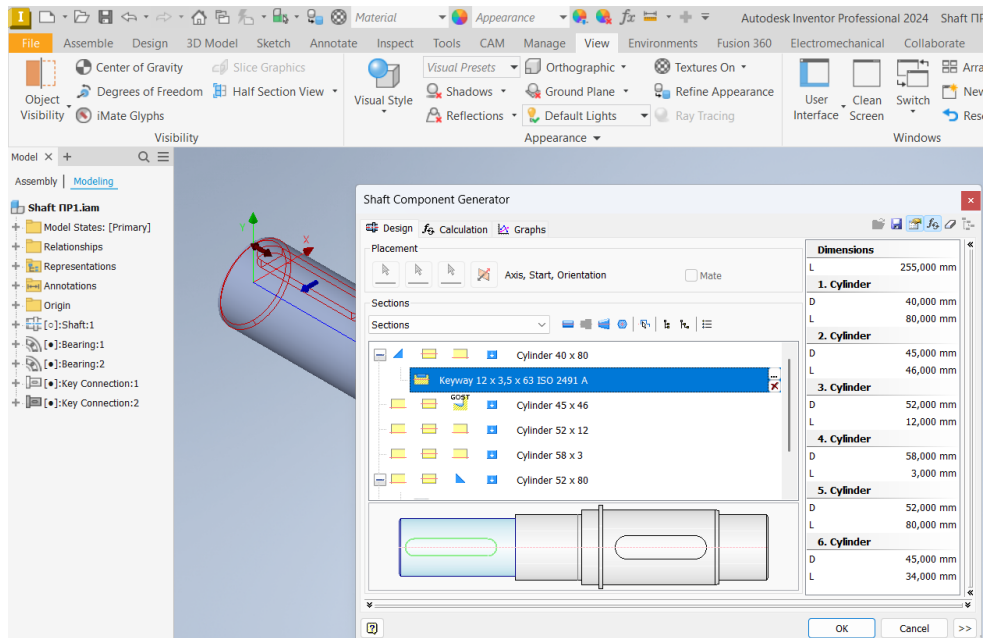 I Material Appearance fx Autodesk Inventor Professional 2024 Shaft ПР
File Assemble Design 3D Model Sketch Annotate Inspect Tools CAM Manage View Environments Fusion 360 Electromechanical Collaborate
Center of Gravity Slice Graphics Visual Presets Orthographic Textures On
Object Visibility Degrees of Freedom Half Section View Visual Style Shadows Ground Plane Refine Appearance User Interface Clean Screen Switch
iMate Glyphs Reflections Default Lights Ray Tracing
Visibility Appearance Windows
Model +
Assembly Modeling
Shaft ПР1.iam
Model States: [Primary]
Relationships
Representations
Annotations
Origin
[○]:Shaft:1
[●]:Bearing:1
[●]:Bearing:2
[●]:Key Connection:1
[●]:Key Connection:2
Y X
Shaft Component Generator
Design Calculation Graphs
Placement
Axis, Start, Orientation Mate
Sections
Sections
Cylinder 40 x 80
Keyway 12 x 3,5 x 63 ISO 2491 A
GOST
Cylinder 45 x 46
Cylinder 52 x 12
Cylinder 58 x 3
Cylinder 52 x 80
Dimensions
L 255,000 mm
1. Cylinder
D 40,000 mm
L 80,000 mm
2. Cylinder
D 45,000 mm
L 46,000 mm
3. Cylinder
D 52,000 mm
L 12,000 mm
4. Cylinder
D 58,000 mm
L 3,000 mm
5. Cylinder
D 52,000 mm
L 80,000 mm
6. Cylinder
D 45,000 mm
L 34,000 mm
OK Cancel >>